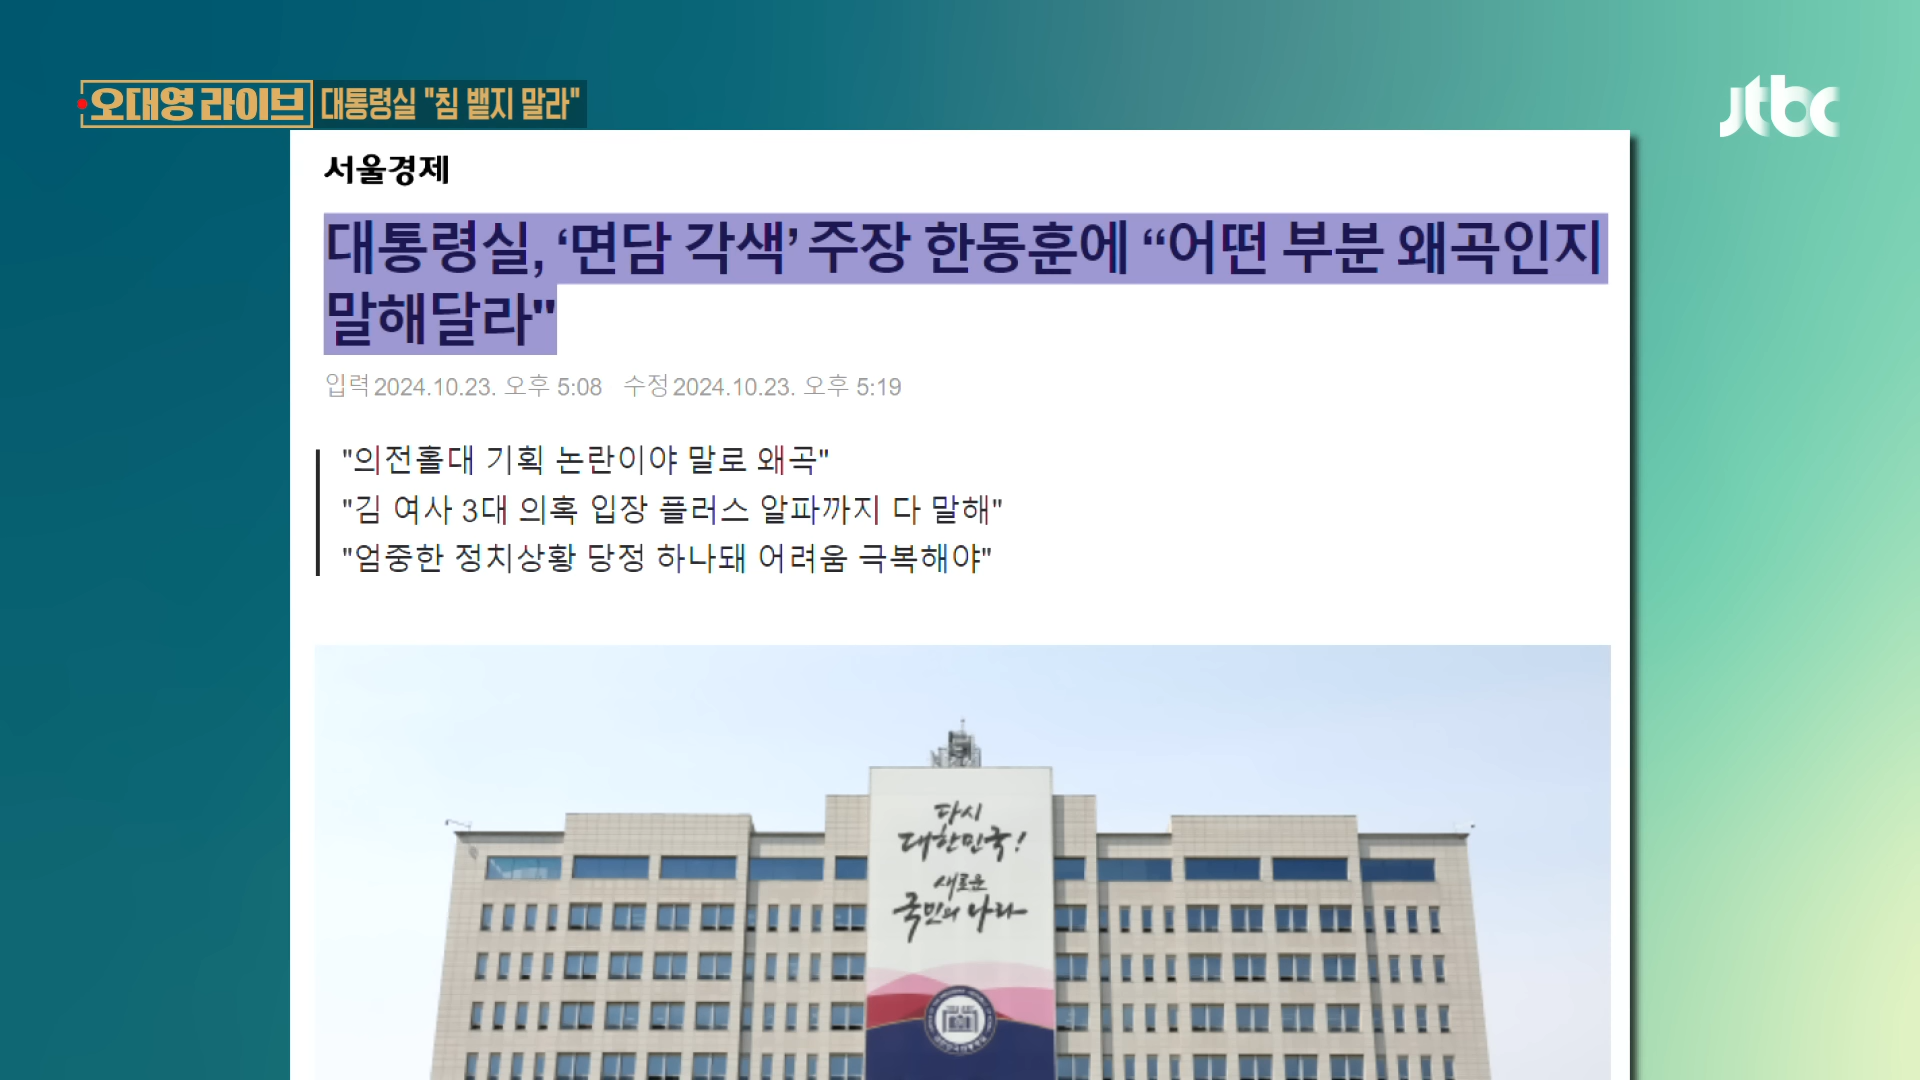 오대영 라이브 대통령실 "침 뱉지 말라"
jtbc
서울경제
대통령실, ‘면담 각색’ 주장 한동훈에 “어떤 부분 왜곡인지
말해달라"
입력 2024.10.23. 오후 5:08 수정 2024.10.23. 오후 5:19
"의전홀대 기획 논란이야 말로 왜곡"
"김 여사 3대 의혹 입장 플러스 알파까지 다 말해"
"엄중한 정치상황 당정 하나돼 어려움 극복해야"
다시
대한민국!
새로운
국민의 나라